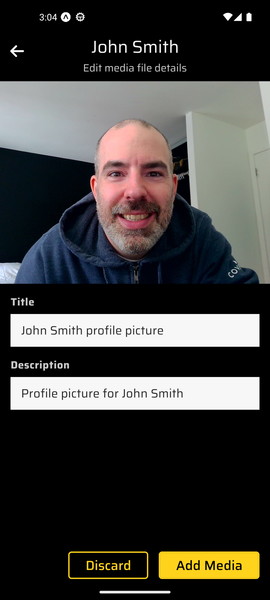 3:04
John Smith
Edit media file details
Title
John Smith profile picture
Description
Profile picture for John Smith
Discard
Add Media